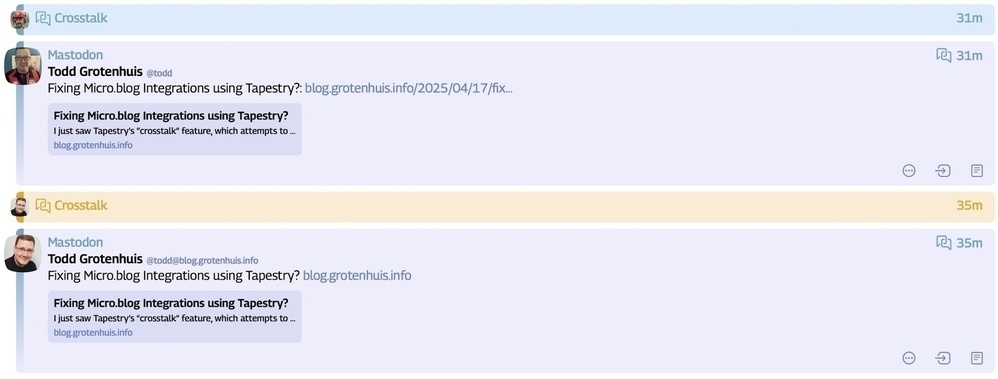 Crosstalk 31m
Mastodon 31m
Todd Grotenhuis @todd
Fixing Micro.blog Integrations using Tapestry?: blog.grotenhuis.info/2025/04/17/fix...
Fixing Micro.blog Integrations using Tapestry?
I just saw Tapestry's "crosstalk" feature, which attempts to ...
blog.grotenhuis.info
Crosstalk 35m
Mastodon 35m
Todd Grotenhuis @todd@blog.grotenhuis.info
Fixing Micro.blog Integrations using Tapestry? blog.grotenhuis.info
Fixing Micro.blog Integrations using Tapestry?
I just saw Tapestry's "crosstalk" feature, which attempts to ...
blog.grotenhuis.info